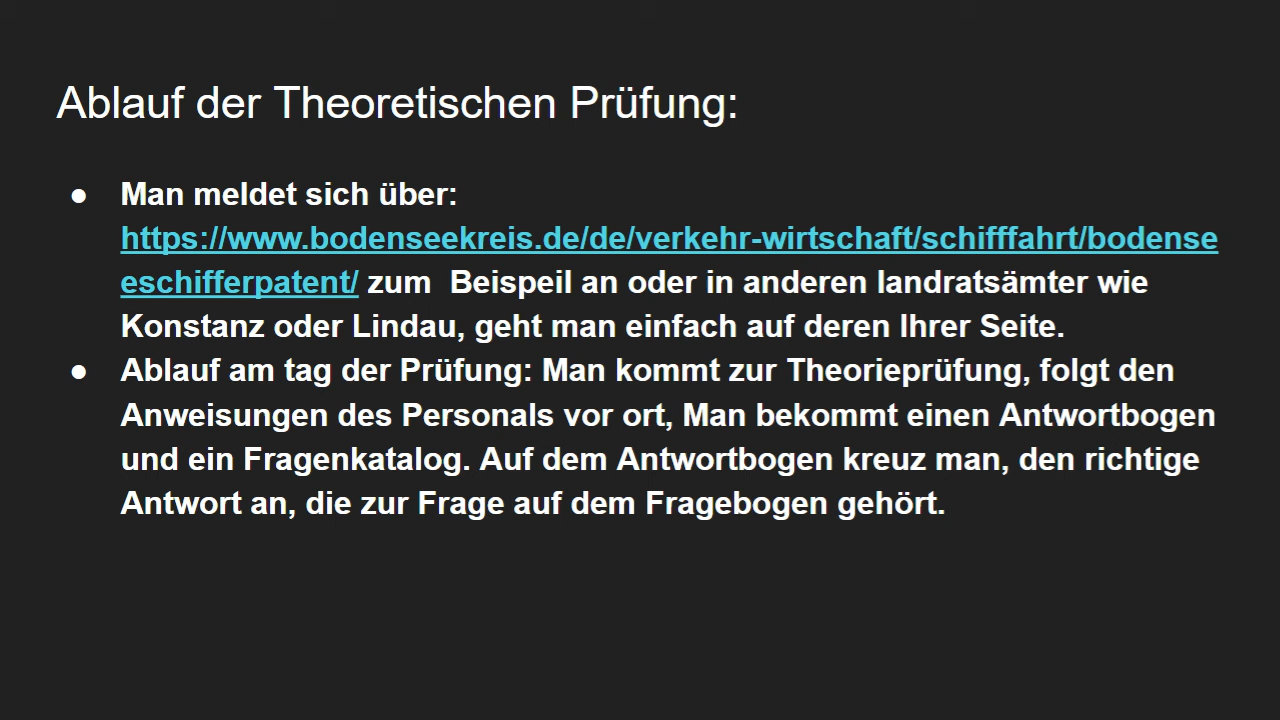 Ablauf der Theoretischen Prüfung:
● Man meldet sich über:
https://www.bodenseekreis.de/de/verkehr-wirtschaft/schifffahrt/bodense
eschifferpatent/ zum  Beispeil an oder in anderen landratsämter wie
Konstanz oder Lindau, geht man einfach auf deren Ihrer Seite.
● Ablauf am tag der Prüfung: Man kommt zur Theorieprüfung, folgt den
Anweisungen des Personals vor ort, Man bekommt einen Antwortbogen
und ein Fragenkatalog. Auf dem Antwortbogen kreuz man, den richtige
Antwort an, die zur Frage auf dem Fragebogen gehört.